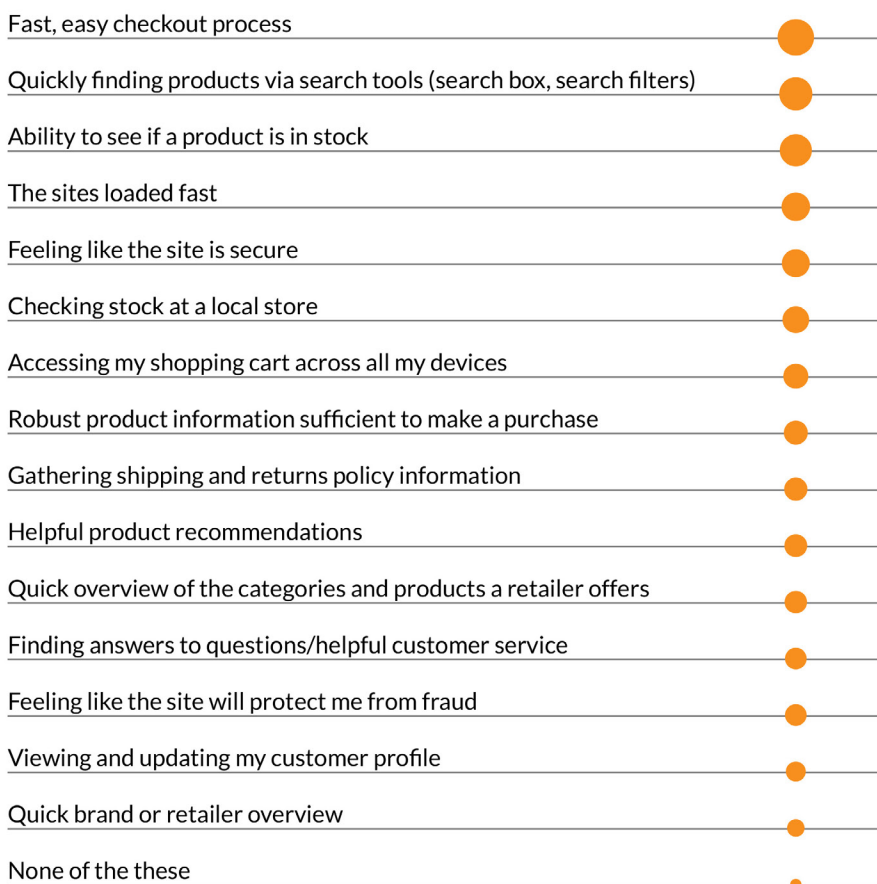 Fast, easy checkout process
Quickly finding products via search tools (search box, search filters)
Ability to see if a product is in stock
The sites loaded fast
Feeling like the site is secure
Checking stock at a local store
Accessing my shopping cart across all my devices
Robust product information sufficient to make a purchase
Gathering shipping and returns policy information
Helpful product recommendations
Quick overview of the categories and products a retailer offers
Finding answers to questions/helpful customer service
Feeling like the site will protect me from fraud
Viewing and updating my customer profile
Quick brand or retailer overview
None of the these